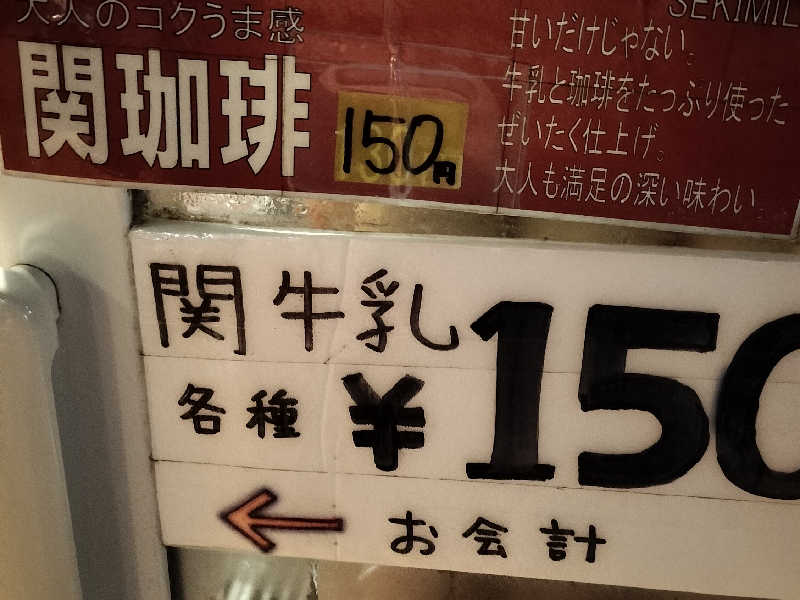 大人のコクうま感
関珈琲
150円
SEKIMIL
甘いだけじゃない。
牛乳と珈琲をたっぷり使った
ぜいたく仕上げ。
大人も満足の深い味わい。
関牛乳
各種 ¥150
← お会計